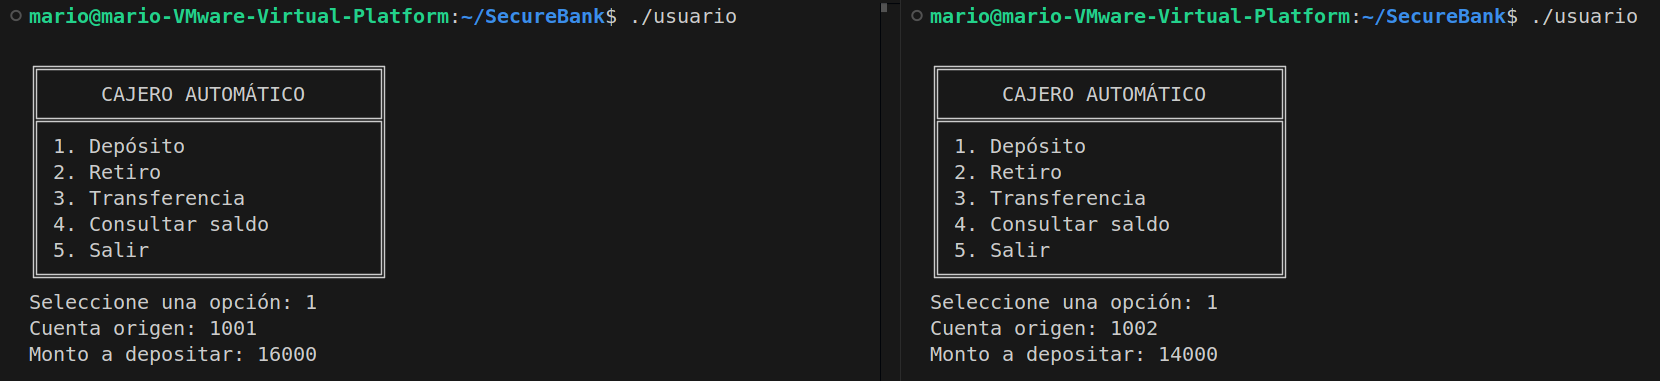 mario@mario-VMware-Virtual-Platform:~/SecureBank$ ./usuario
CAJERO AUTOMÁTICO
1. Depósito
2. Retiro
3. Transferencia
4. Consultar saldo
5. Salir
Seleccione una opción: 1
Cuenta origen: 1001
Monto a depositar: 16000
mario@mario-VMware-Virtual-Platform:~/SecureBank$ ./usuario
CAJERO AUTOMÁTICO
1. Depósito
2. Retiro
3. Transferencia
4. Consultar saldo
5. Salir
Seleccione una opción: 1
Cuenta origen: 1002
Monto a depositar: 14000